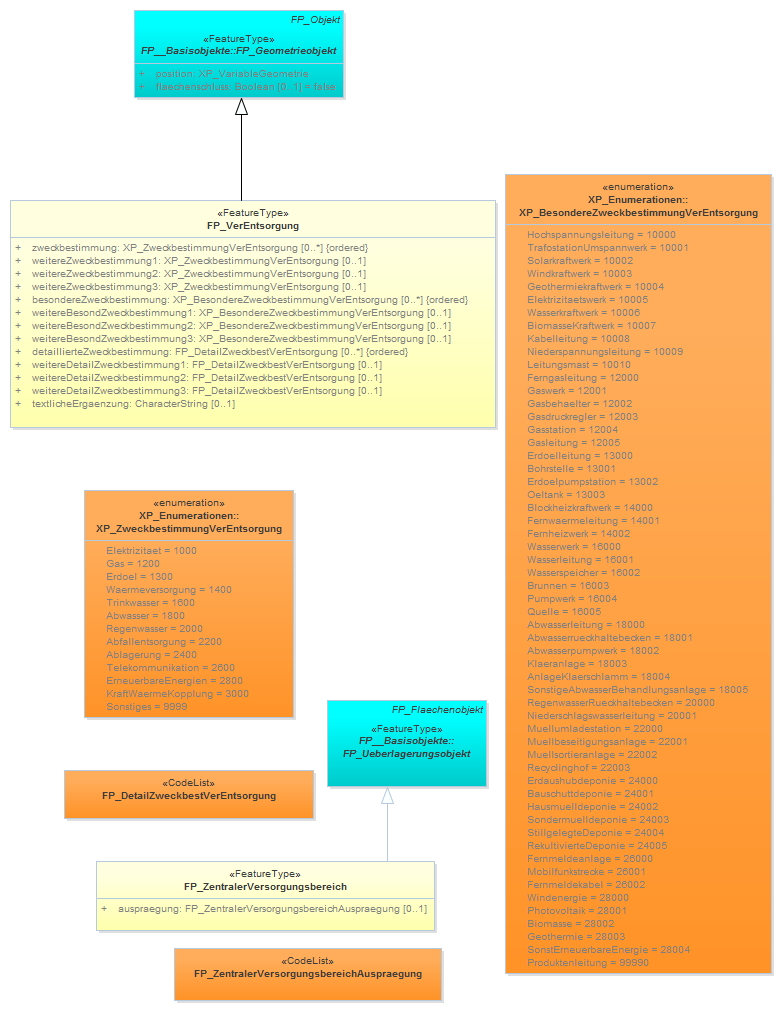 FP_Objekt
«FeatureType»
FP__Basisobjekte::FP_Geometrieobjekt
+ position: XP_VariableGeometrie
+ flaechenschluss: Boolean [0..1] = false
«FeatureType»
FP_VerEntsorgung
+ zweckbestimmung: XP_ZweckbestimmungVerEntsorgung [0..*] {ordered}
+ weitereZweckbestimmung1: XP_ZweckbestimmungVerEntsorgung [0..1]
+ weitereZweckbestimmung2: XP_ZweckbestimmungVerEntsorgung [0..1]
+ weitereZweckbestimmung3: XP_ZweckbestimmungVerEntsorgung [0..1]
+ besondereZweckbestimmung: XP_BesondereZweckbestimmungVerEntsorgung [0..*] {ordered}
+ weitereBesondZweckbestimmung1: XP_BesondereZweckbestimmungVerEntsorgung [0..1]
+ weitereBesondZweckbestimmung2: XP_BesondereZweckbestimmungVerEntsorgung [0..1]
+ weitereBesondZweckbestimmung3: XP_BesondereZweckbestimmungVerEntsorgung [0..1]
+ detaillierteZweckbestimmung: FP_DetailZweckbestVerEntsorgung [0..*] {ordered}
+ weitereDetailZweckbestimmung1: FP_DetailZweckbestVerEntsorgung [0..1]
+ weitereDetailZweckbestimmung2: FP_DetailZweckbestVerEntsorgung [0..1]
+ weitereDetailZweckbestimmung3: FP_DetailZweckbestVerEntsorgung [0..1]
+ textlicheErgaenzung: CharacterString [0..1]
«enumeration»
XP_Enumerationen::
XP_ZweckbestimmungVerEntsorgung
Elektrizitaet = 1000
Gas = 1200
Erdoel = 1300
Waermeversorgung = 1400
Trinkwasser = 1600
Abwasser = 1800
Regenwasser = 2000
Abfallentsorgung = 2200
Ablagerung = 2400
Telekommunikation = 2600
ErneuerbareEnergien = 2800
KraftWaermeKopplung = 3000
Sonstiges = 9999
FP_Flaechenobjekt
«FeatureType»
FP__Basisobjekte::
FP_Ueberlagerungsobjekt
«CodeList»
FP_DetailZweckbestVerEntsorgung
«FeatureType»
FP_ZentralerVersorgungsbereich
+ auspraegung: FP_ZentralerVersorgungsbereichAuspraegung [0..1]
«CodeList»
FP_ZentralerVersorgungsbereichAuspraegung
«enumeration»
XP_Enumerationen::
XP_BesondereZweckbestimmungVerEntsorgung
Hochspannungsleitung = 10000
TrafostationUmspannwerk = 10001
Solarkraftwerk = 10002
Windkraftwerk = 10003
Geothermiekraftwerk = 10004
Elektrizitaetswerk = 10005
Wasserkraftwerk = 10006
BiomasseKraftwerk = 10007
Kabelleitung = 10008
Niederspannungsleitung = 10009
Leitungsmast = 10010
Ferngasleitung = 12000
Gaswerk = 12001
Gasbehaelter = 12002
Gasdruckregler = 12003
Gasstation = 12004
Gasleitung = 12005
Erdoelleitung = 13000
Bohrstelle = 13001
Erdoelpumpstation = 13002
Oeltank = 13003
Blockheizkraftwerk = 14000
Fernwaermeleitung = 14001
Fernheizwerk = 14002
Wasserwerk = 16000
Wasserleitung = 16001
Wasserspeicher = 16002
Brunnen = 16003
Pumpwerk = 16004
Quelle = 16005
Abwasserleitung = 18000
Abwasserrueckhaltebecken = 18001
Abwasserpumpwerk = 18002
Klaeranlage = 18003
AnlageKlaerschlamm = 18004
SonstigeAbwasserBehandlungsanlage = 18005
RegenwasserRueckhaltebecken = 20000
Niederschlagswasserleitung = 20001
Muellumladestation = 22000
Muellbeseitigungsanlage = 22001
Muellsortieranlage = 22002
Recyclinghof = 22003
Erdaushubdeponie = 24000
Bauschuttdeponie = 24001
Hausmuelldeponie = 24002
Sondermuelldeponie = 24003
StillgelegteDeponie = 24004
RekultivierteDeponie = 24005
Fernmeldeanlage = 26000
Mobilfunkstrecke = 26001
Fernmeldekabel = 26002
Windenergie = 28000
Photovoltaik = 28001
Biomasse = 28002
Geothermie = 28003
SonstErneuerbareEnergie = 28004
Produktenleitung = 99990